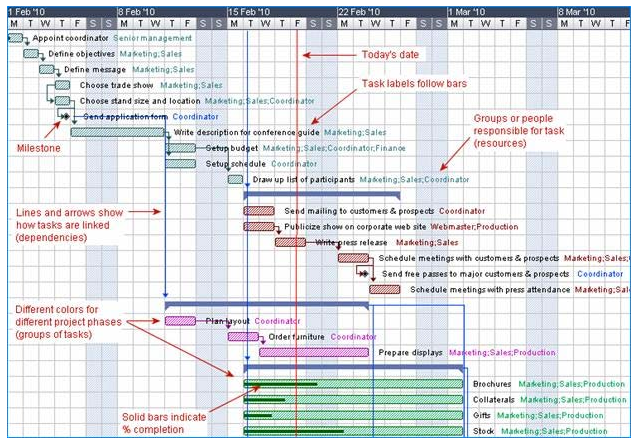 1 Feb '10 8 Feb '10 15 Feb '10 22 Feb '10 1 Mar '10 8 Mar '10
M T W T F S S M T W T F S S M T W T F S S M T W T F S S M T W T F S S M T W T F
Appoint coordinator Senior management
Today's date
Define objectives Marketing;Sales
Define message Marketing;Sales
Choose trade show Marketing;Sales
Task labels follow bars
Choose stand size and location Marketing;Sales;Coordinator
Send application form Coordinator
Groups or people
responsible for task
(resources)
Write description for conference guide Marketing;Sales
Milestone
Setup budget Marketing;Sales;Coordinator;Finance
Setup schedule Coordinator
Draw up list of participants Marketing;Sales;Coordinator
Lines and arrows show
how tasks are linked
(dependencies)
Send mailing to customers & prospects Coordinator
Publicize show on corporate web site Webmaster;Production
Write press release Marketing;Sales
Schedule meetings with customers & prospects Marketing;Sales;
Send free passes to major customers & prospects Coordinator
Schedule meetings with press attendance Marketing;Sal
Different colors for
different project phases
(groups of tasks)
Plan layout Coordinator
Order furniture Coordinator
Prepare displays Marketing;Sales;Production
Brochures Marketing;Sales;Production
Collaterals Marketing;Sales;Production
Solid bars indicate
% completion
Gifts Marketing;Sales;Production
Stock Marketing;Sales;Production